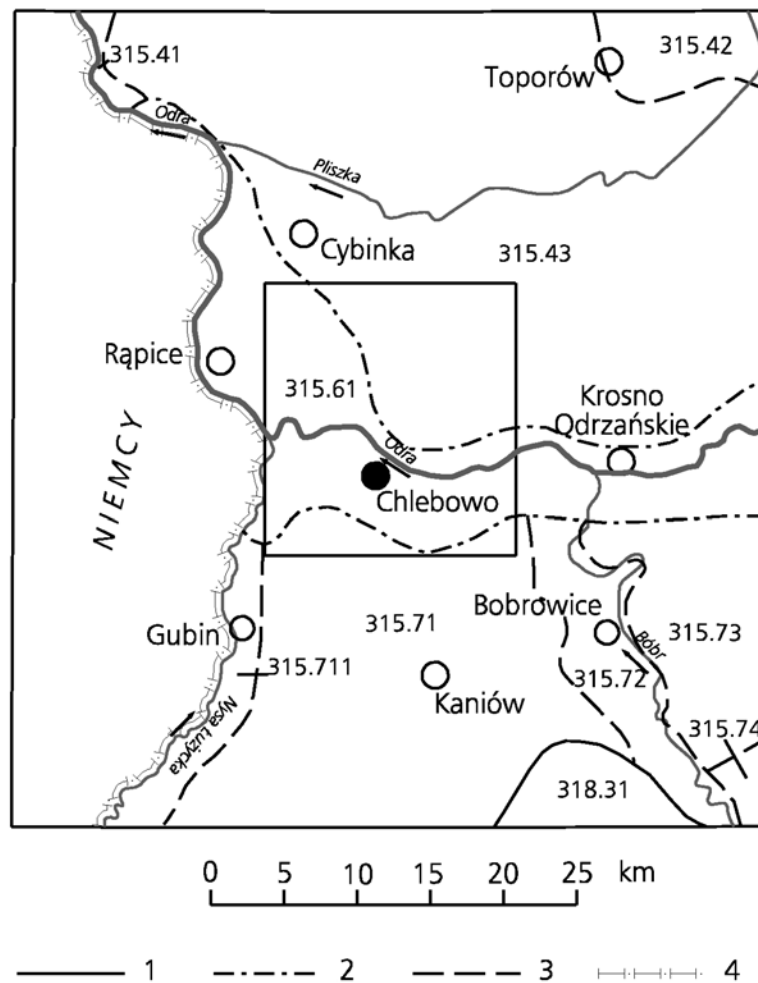 315.41
315.42
Toporów
Odra
Pliszka
Cybinka
315.43
Rąpice
315.61
Krosno
Odrzańskie
Odra
Chlebowo
NIEMCY
Bobrowice
Gubin
315.71
315.73
Bóbr
315.711
315.72
Kaniów
Nysa Łużycka
315.74
318.31
0 5 10 15 20 25 km
1 2 3 4